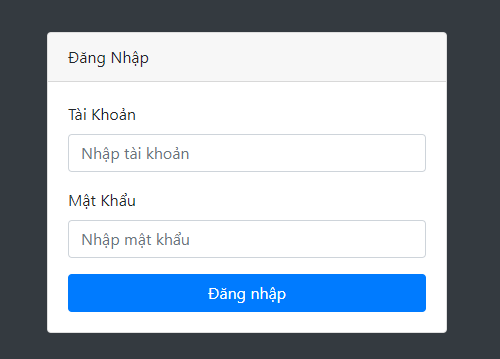 Đăng Nhập
Tài Khoản
Nhập tài khoản
Mật Khẩu
Nhập mật khẩu
Đăng nhập